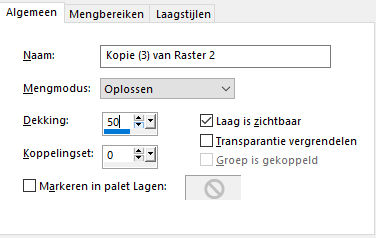 Algemeen Mengbereiken Laagstijlen
Naam: Kopie (3) van Raster 2
Mengmodus: Oplossen
Dekking: 50 Laag is zichtbaar
Transparantie vergrendelen
Koppelingset: 0 Groep is gekoppeld
Markeren in palet Lagen: